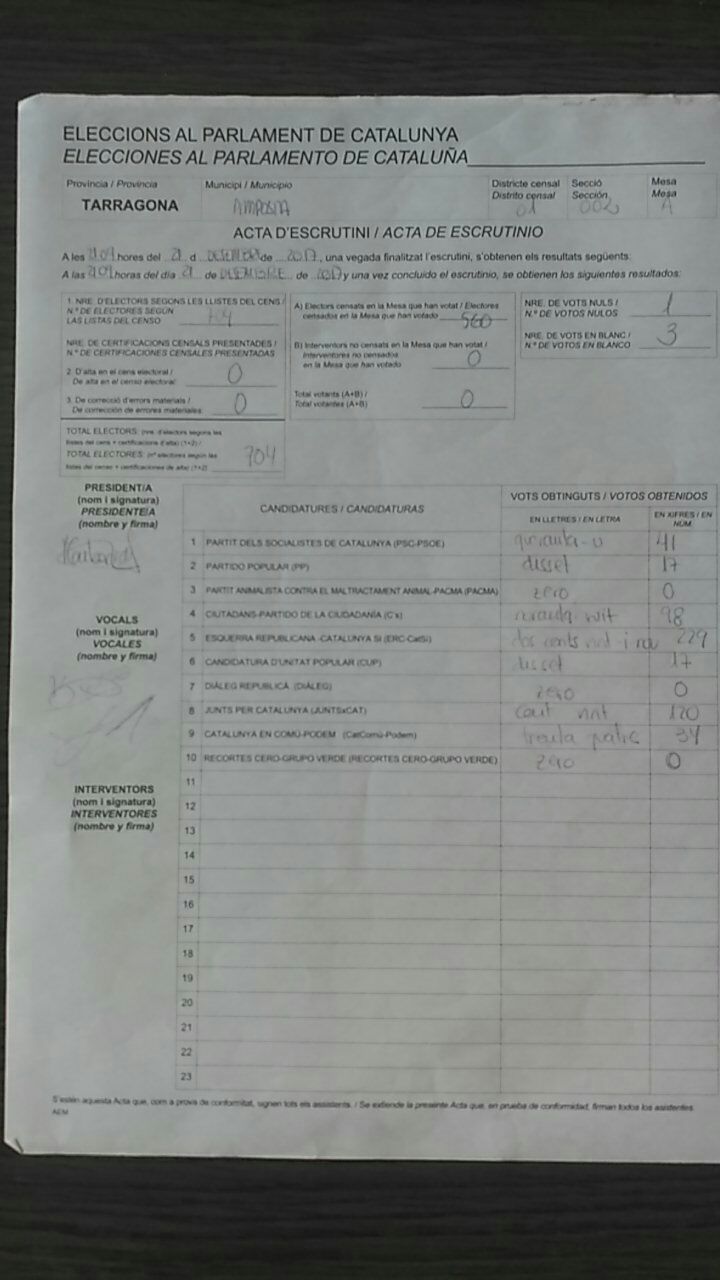 ELECCIONS AL PARLAMENT DE CATALUNYA
ELECCIONES AL PARLAMENTO DE CATALUÑA
Província / Provincia Municipi / Municipio Districte censal Secció Mesa
Distrito censal Sección Mesa
TARRAGONA AMPOSTA 01 002 A
ACTA D'ESCRUTINI / ACTA DE ESCRUTINIO
A les hores del 21 d DESEMBRE de 2017, una vegada finalitzat l'escrutini, s'obtenen els resultats següents:
A las horas del día 21 de de 2017 y una vez concluido el escrutinio, se obtienen los siguientes resultados:
1. NRE. D'ELECTORS SEGONS LES LLISTES DEL CENS /
N.º DE ELECTORES SEGÚN
LAS LISTAS DEL CENSO 704
NRE. DE CERTIFICACIONS CENSALS PRESENTADES /
N.º DE CERTIFICACIONES CENSALES PRESENTADAS
2. D'alta en el cens electoral /
De alta en el censo electoral: 0
3. De correcció d'errors materials /
De corrección de errores materiales: 0
TOTAL ELECTORS: (nre. d'electors segons les
llistes del cens + certificacions d'alta) (1+2) /
TOTAL ELECTORES: (nº electores según las
listas del censo + certificaciones de alta) (1+2) 704
A) Electors censats en la Mesa que han votat / Electores
censados en la Mesa que han votado 560
B) Interventors no censats en la Mesa que han votat /
Interventores no censados
en la Mesa que han votado 0
Total votants (A+B) /
Total votantes (A+B) 0
NRE. DE VOTS NULS /
N.º DE VOTOS NULOS 1
NRE. DE VOTS EN BLANC /
N.º DE VOTOS EN BLANCO 3
PRESIDENT/A
(nom i signatura)
PRESIDENTE/A
(nombre y firma)
VOCALS
(nom i signatura)
VOCALES
(nombre y firma)
INTERVENTORS
(nom i signatura)
INTERVENTORES
(nombre y firma)
CANDIDATURES / CANDIDATURAS VOTS OBTINGUTS / VOTOS OBTENIDOS
EN LLETRES / EN LETRA EN XIFRES / EN NÚM.
1 PARTIT DELS SOCIALISTES DE CATALUNYA (PSC-PSOE) 41
2 PARTIDO POPULAR (PP) disset 17
3 PARTIT ANIMALISTA CONTRA EL MALTRACTAMENT ANIMAL-PACMA (PACMA) zero 0
4 CIUTADANS-PARTIDO DE LA CIUDADANÍA (C's) 98
5 ESQUERRA REPUBLICANA -CATALUNYA SÍ (ERC-CatSí) dos cents vint-i-nou 229
6 CANDIDATURA D'UNITAT POPULAR (CUP) disset 17
7 DIÀLEG REPUBLICÀ (DIÀLEG) zero 0
8 JUNTS PER CATALUNYA (JUNTSxCAT) cent vint 120
9 CATALUNYA EN COMÚ-PODEM (CatComú-Podem) trenta quatre 34
10 RECORTES CERO-GRUPO VERDE (RECORTES CERO-GRUPO VERDE) zero 0
11
12
13
14
15
16
17
18
19
20
21
22
23
S'estén aquesta Acta que, com a prova de conformitat, signen tots els assistents. / Se extiende la presente Acta que, en prueba de conformidad, firman todos los asistentes.
AEM